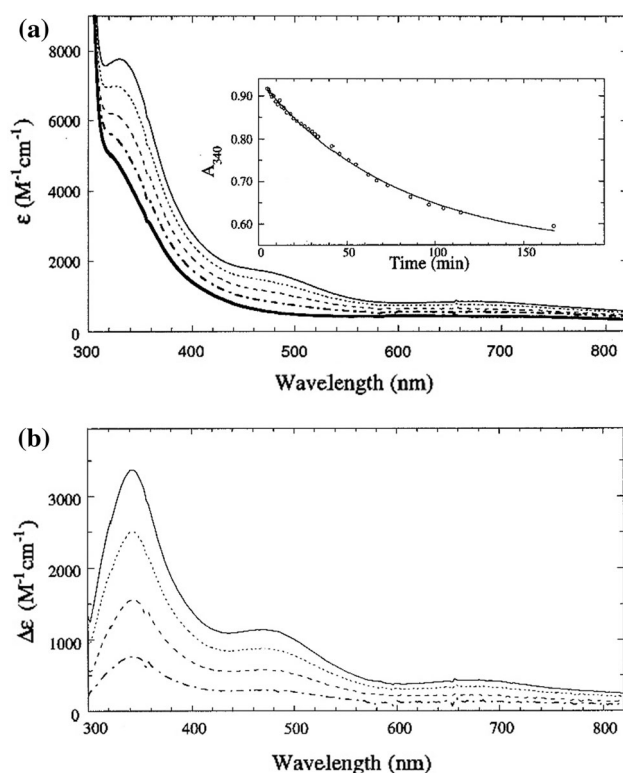 (a)
8000
6000
4000
2000
0
ε (M⁻¹cm⁻¹)
300 400 500 600 700 800
Wavelength (nm)
0.90
0.80
0.70
0.60
A₃₄₀
0 50 100 150
Time (min)
(b)
3000
2000
1000
0
Δε (M⁻¹cm⁻¹)
300 400 500 600 700 800
Wavelength (nm)